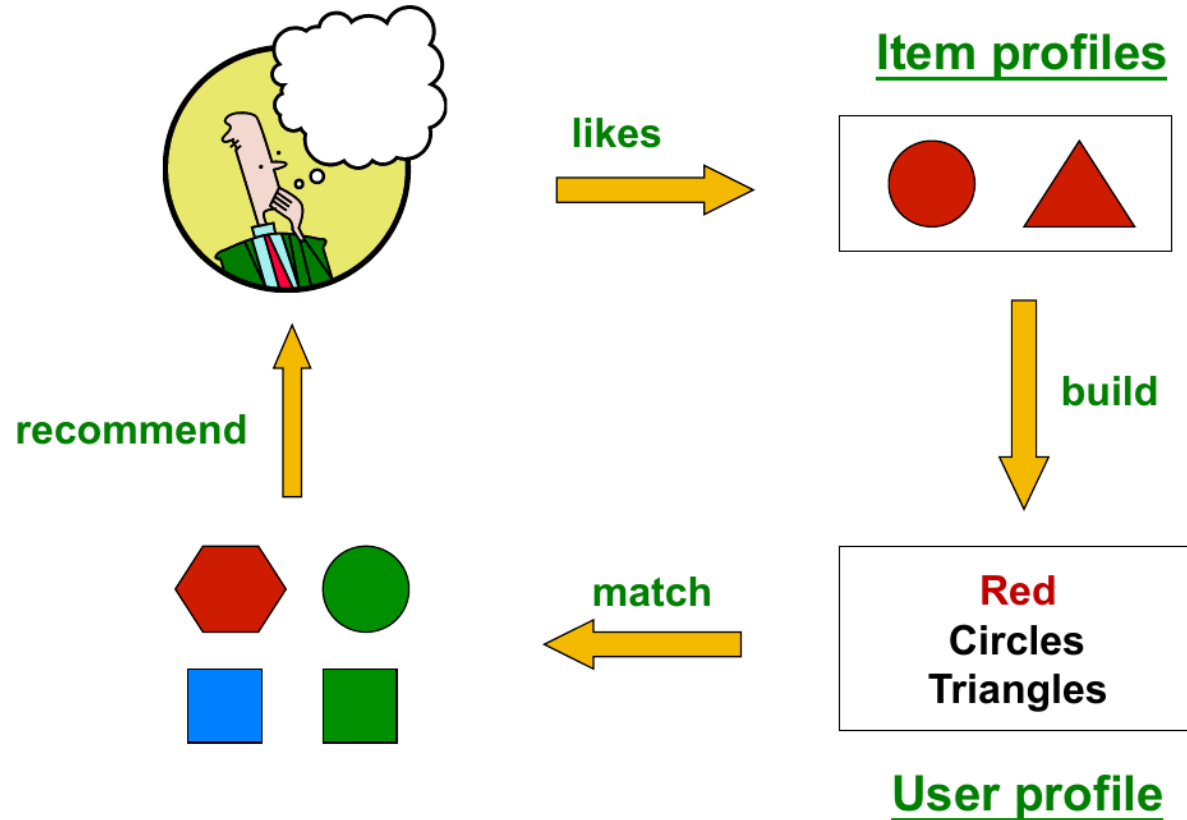 Item profiles
likes
build
recommend
match
Red
Circles
Triangles
User profile